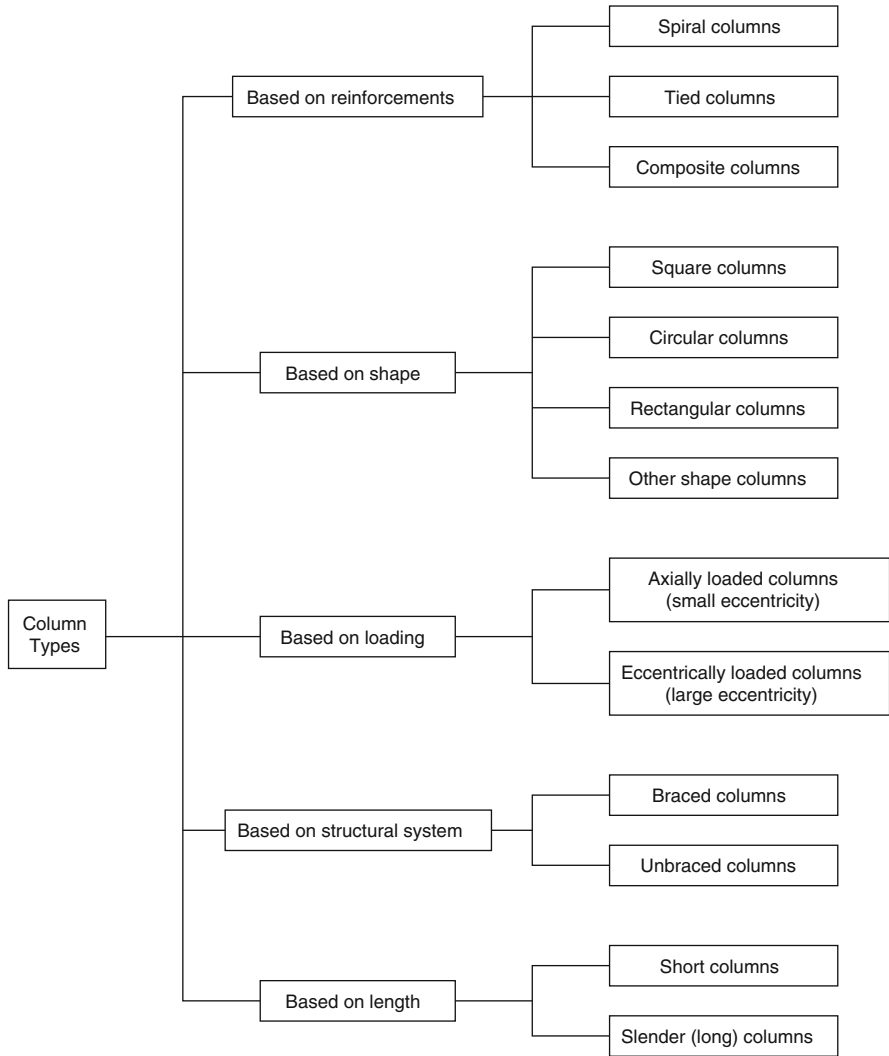 Column
Types
Based on reinforcements
Spiral columns
Tied columns
Composite columns
Based on shape
Square columns
Circular columns
Rectangular columns
Other shape columns
Based on loading
Axially loaded columns
(small eccentricity)
Eccentrically loaded columns
(large eccentricity)
Based on structural system
Braced columns
Unbraced columns
Based on length
Short columns
Slender (long) columns